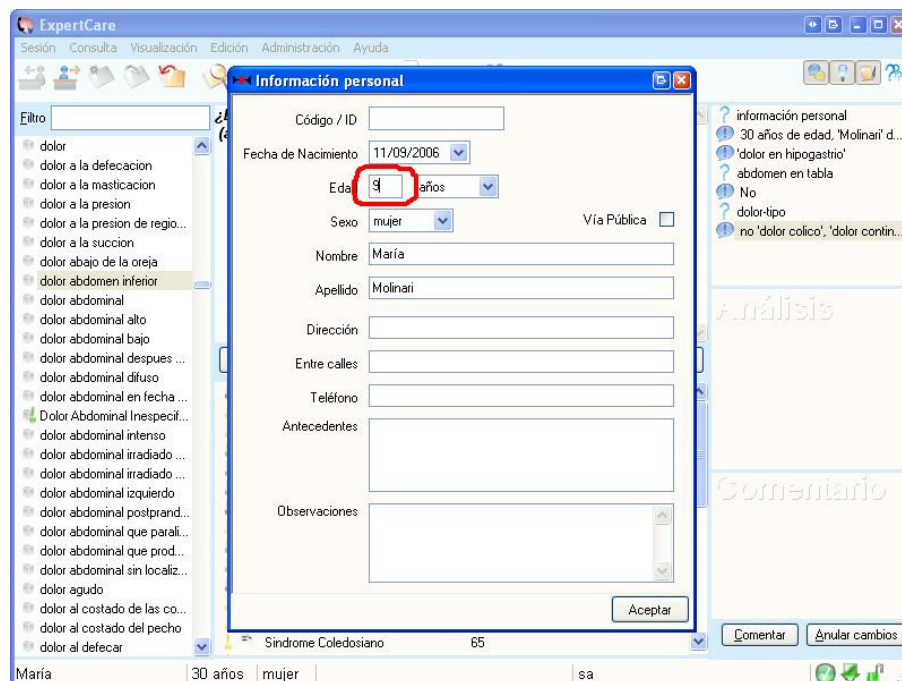 ExpertCare
Sesión Consulta Visualización Edición Administración Ayuda
Filtro
dolor
dolor a la defecacion
dolor a la masticacion
dolor a la presion
dolor a la presion de regio...
dolor a la succion
dolor abajo de la oreja
dolor abdomen inferior
dolor abdominal
dolor abdominal alto
dolor abdominal bajo
dolor abdominal despues ...
dolor abdominal difuso
dolor abdominal en fecha ...
Dolor Abdominal Inespecif...
dolor abdominal intenso
dolor abdominal irradiado ...
dolor abdominal irradiado ...
dolor abdominal izquierdo
dolor abdominal postprand...
dolor abdominal que parali...
dolor abdominal que prod...
dolor abdominal sin localiz...
dolor agudo
dolor al costado de las co...
dolor al costado del pecho
dolor al defecar
Información personal
Código / ID
Fecha de Nacimiento 11/09/2006
Edad 9 años
Sexo mujer Vía Pública
Nombre María
Apellido Molinari
Dirección
Entre calles
Teléfono
Antecedentes
Observaciones
Aceptar
Sindrome Coledosiano 65
información personal
30 años de edad, 'Molinari' d...
'dolor en hipogastrio'
abdomen en tabla
No
dolor-tipo
no 'dolor colico', 'dolor contin...
Análisis
Comentario
Comentar Anular cambios
María 30 años mujer sa